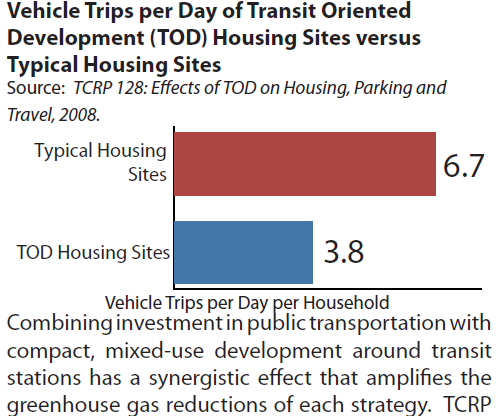 Vehicle Trips per Day of Transit Oriented
Development (TOD) Housing Sites versus
Typical Housing Sites
Source: TCRP 128: Effects of TOD on Housing, Parking and
Travel, 2008.
Typical Housing
Sites
6.7
TOD Housing Sites
3.8
Vehicle Trips per Day per Household
Combining investment in public transportation with
compact, mixed-use development around transit
stations has a synergistic effect that amplifies the
greenhouse gas reductions of each strategy. TCRP